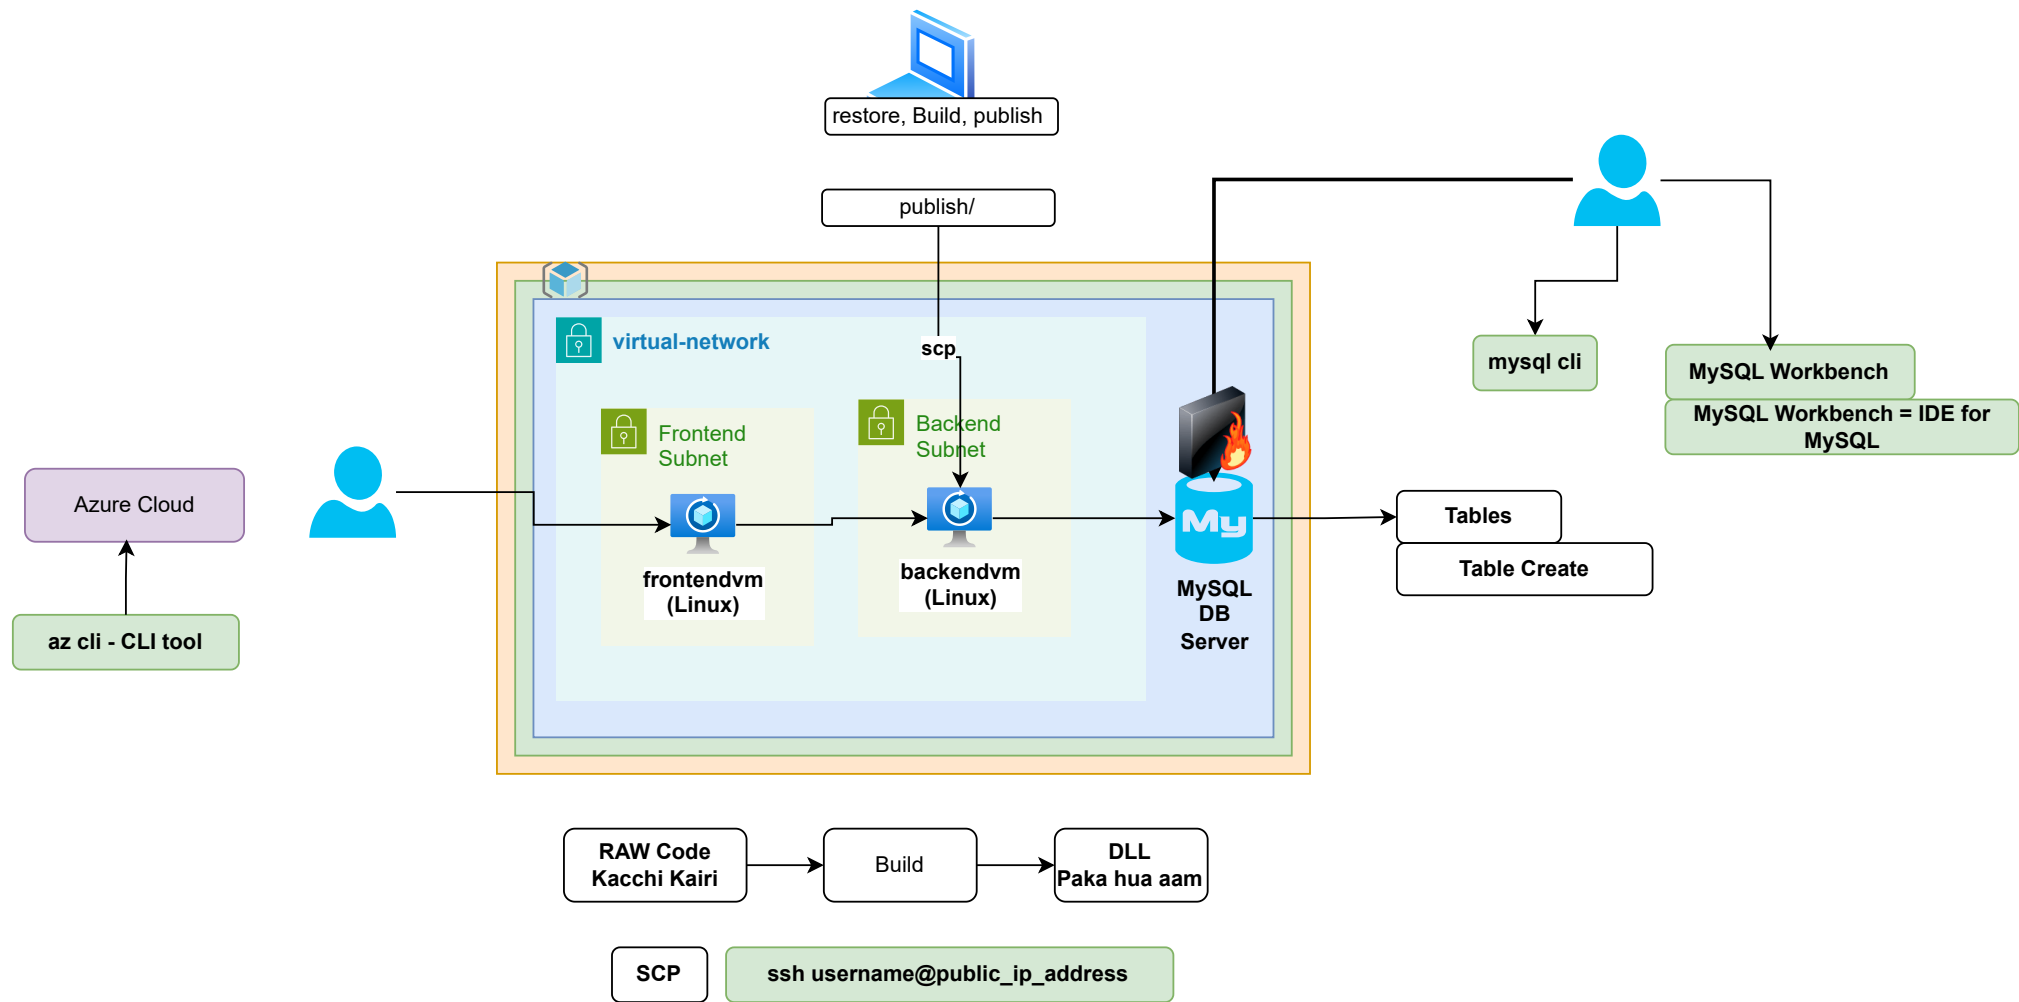 restore, Build, publish
publish/
scp
virtual-network
Frontend
Subnet
Backend
Subnet
frontendvm
(Linux)
backendvm
(Linux)
My
MySQL
DB
Server
Azure Cloud
az cli - CLI tool
mysql cli
MySQL Workbench
MySQL Workbench = IDE for
MySQL
Tables
Table Create
RAW Code
Kacchi Kairi
Build
DLL
Paka hua aam
SCP
ssh username@public_ip_address